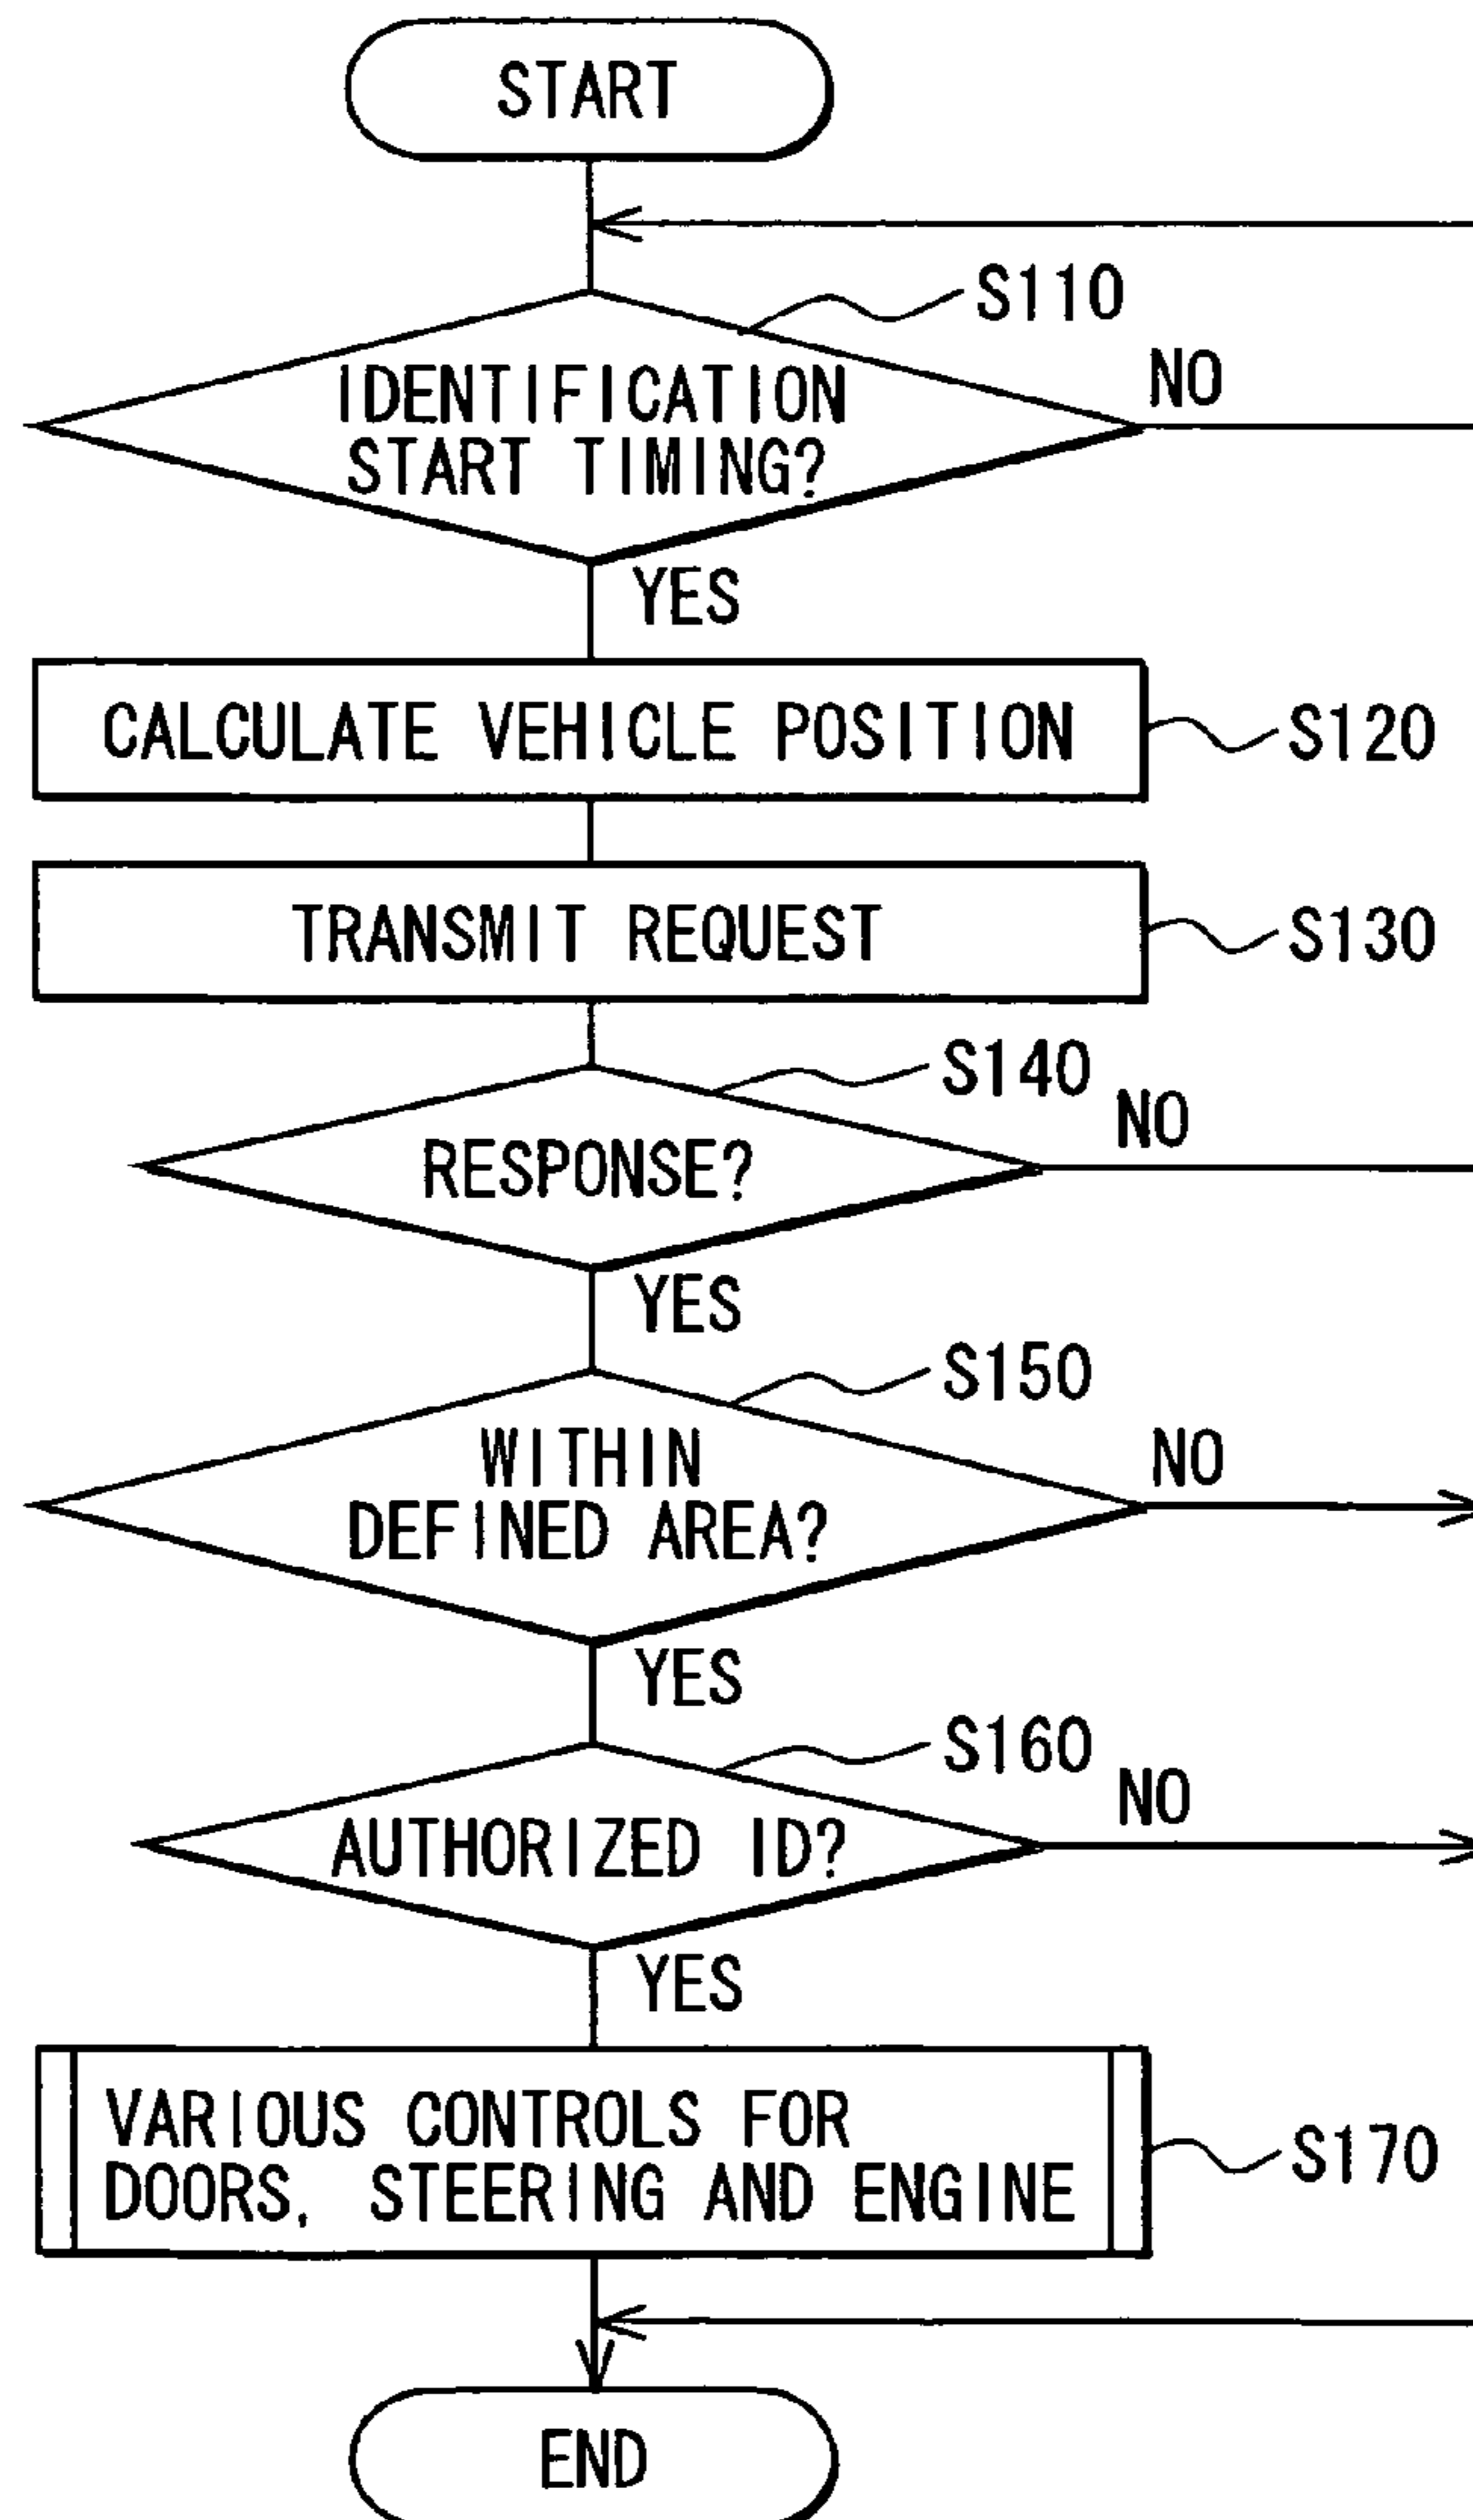 START
S110
IDENTIFICATION
START TIMING?
NO
YES
CALCULATE VEHICLE POSITION
S120
TRANSMIT REQUEST
S130
S140
RESPONSE?
NO
YES
S150
WITHIN
DEFINED AREA?
NO
YES
S160
AUTHORIZED ID?
NO
YES
VARIOUS CONTROLS FOR
DOORS, STEERING AND ENGINE
S170
END